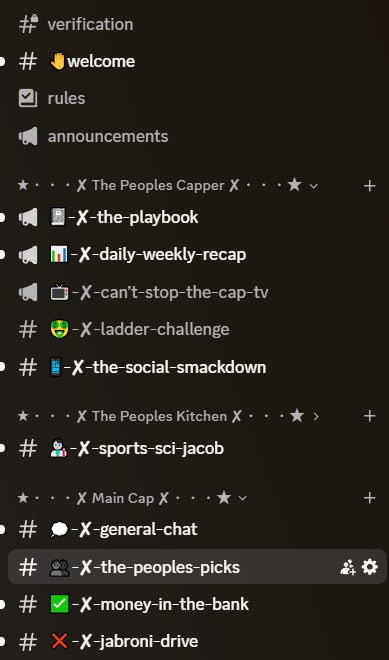 verification
👋welcome
rules
announcements
★・・・✗ The Peoples Capper ✗・・・★
📓-✗-the-playbook
📊-✗-daily-weekly-recap
📺-✗-can't-stop-the-cap-tv
🤑-✗-ladder-challenge
📱-✗-the-social-smackdown
★・・・✗ The Peoples Kitchen ✗・・・★
👩‍🔬-✗-sports-sci-jacob
★・・・✗ Main Cap ✗・・・★
💭-✗-general-chat
👥-✗-the-peoples-picks
✅-✗-money-in-the-bank
❌-✗-jabroni-drive